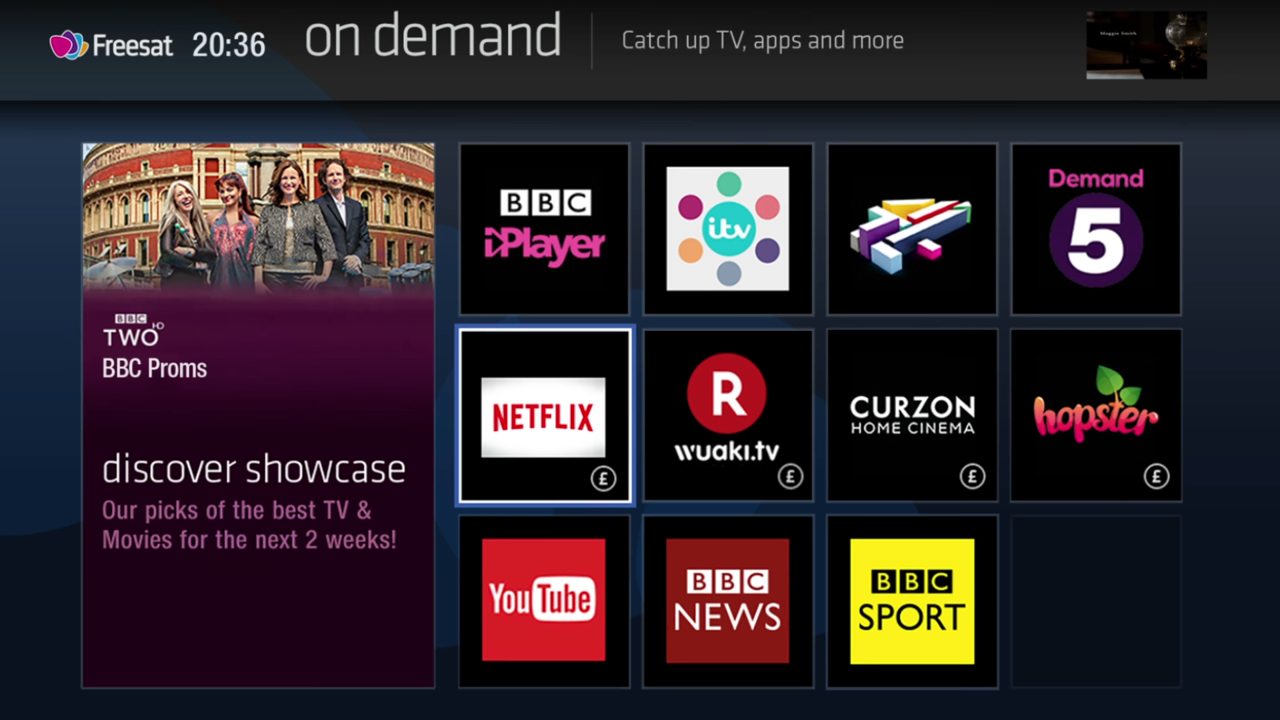 Freesat 20:36 on demand Catch up TV, apps and more
Maggie Smith
BBC
TWO HD
BBC Proms
discover showcase
Our picks of the best TV &
Movies for the next 2 weeks!
BBC
iPlayer
itv
Demand
5
NETFLIX
£
R
wuaki.tv
£
CURZON
HOME CINEMA
£
hopster
£
YouTube
BBC
NEWS
BBC
SPORT